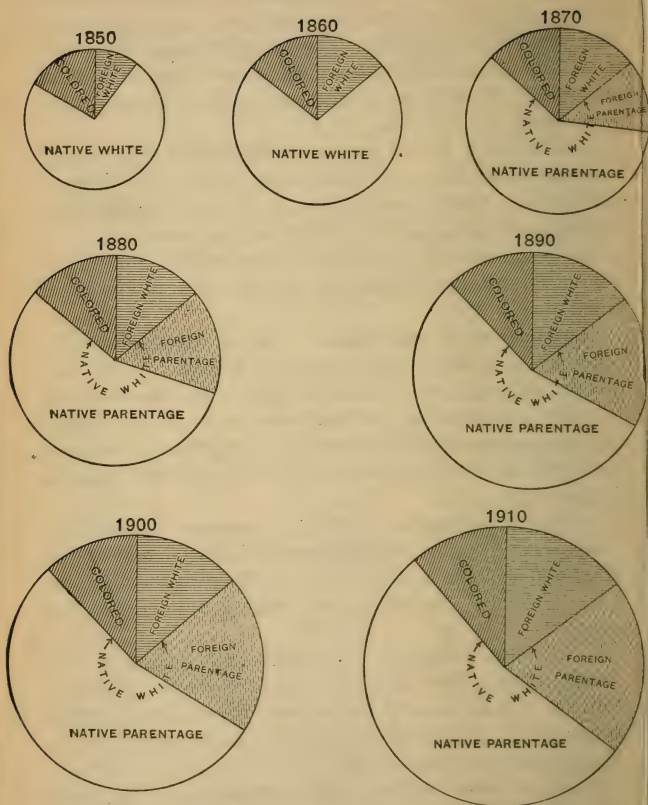 1850
COLORED
FOREIGN WHITE
NATIVE WHITE
1860
COLORED
FOREIGN WHITE
NATIVE WHITE
1870
COLORED
FOREIGN WHITE
FOREIGN PARENTAGE
NATIVE WHITE
NATIVE PARENTAGE
1880
COLORED
FOREIGN WHITE
FOREIGN
PARENTAGE
NATIVE WHITE
NATIVE PARENTAGE
1890
COLORED
FOREIGN WHITE
FOREIGN
PARENTAGE
NATIVE WHITE
NATIVE PARENTAGE
1900
COLORED
FOREIGN WHITE
FOREIGN
PARENTAGE
NATIVE WHITE
NATIVE PARENTAGE
1910
COLORED
FOREIGN WHITE
FOREIGN
PARENTAGE
NATIVE WHITE
NATIVE PARENTAGE